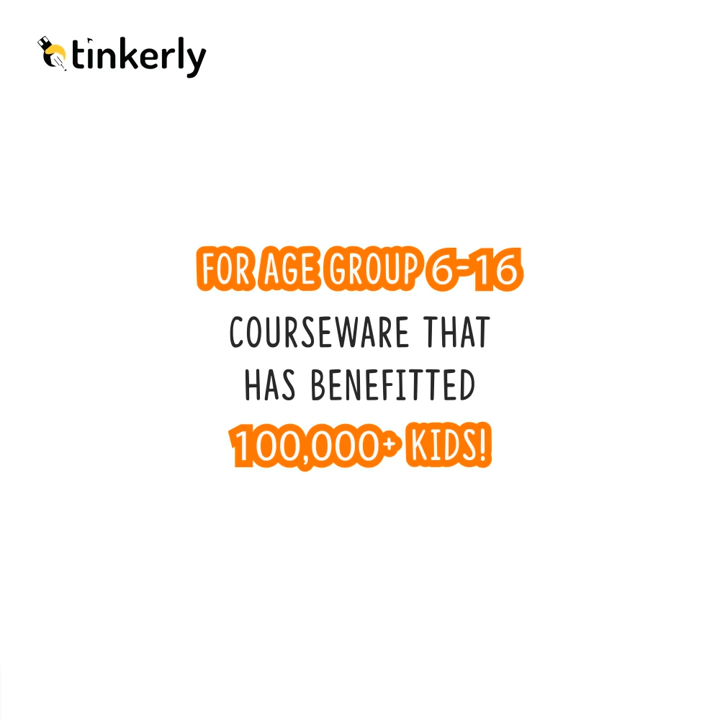 tinkerly
FOR AGE GROUP 6-16
COURSEWARE THAT
HAS BENEFITTED
100,000+ KIDS!